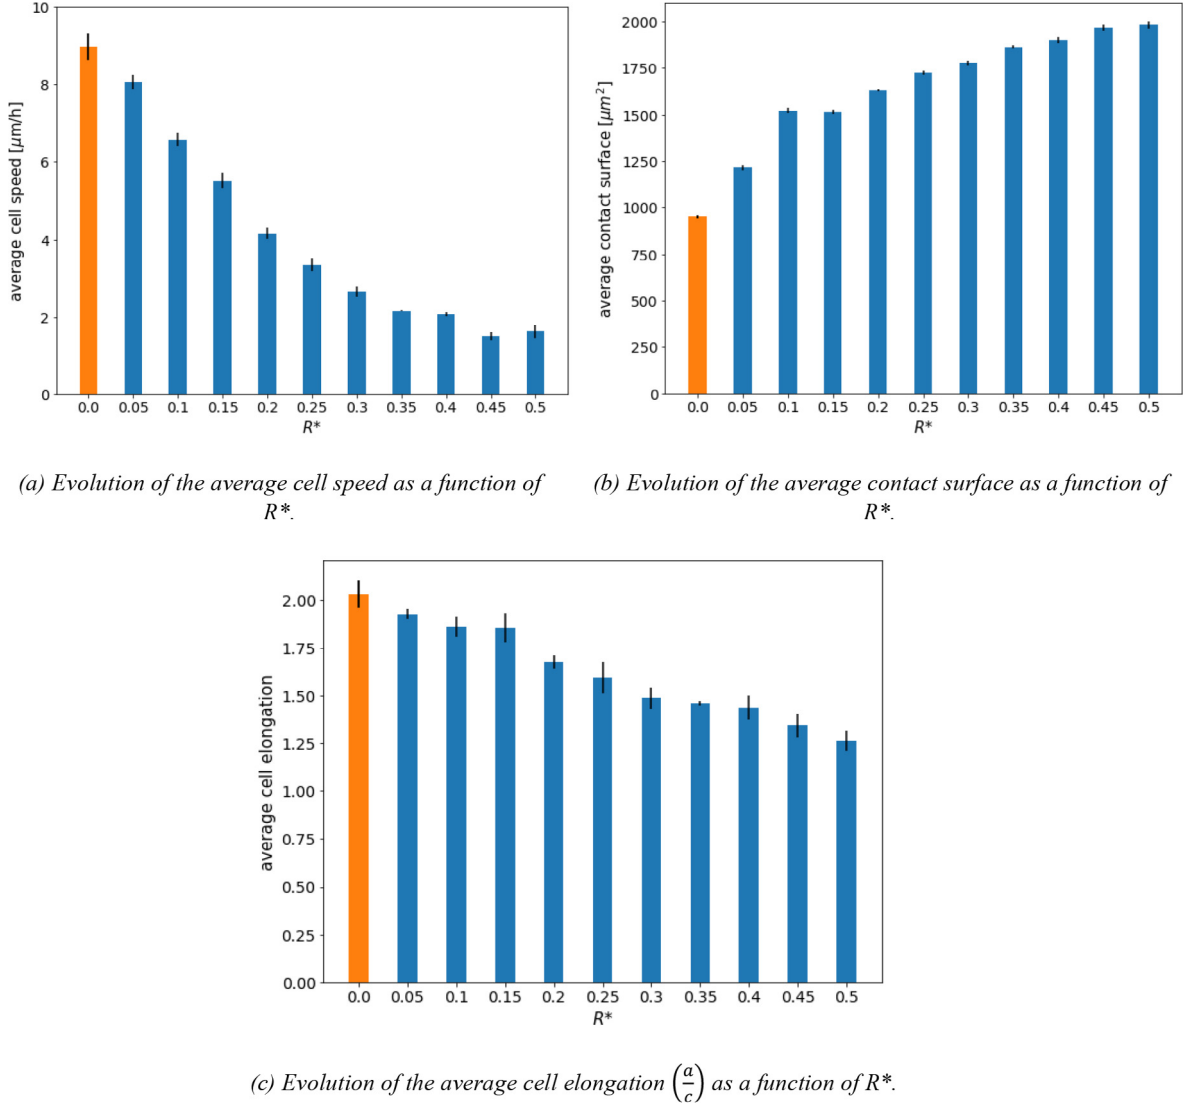 10
8
6
4
2
0
average cell speed [μm/h]
0.0 0.05 0.1 0.15 0.2 0.25 0.3 0.35 0.4 0.45 0.5
R*
2000
1750
1500
1250
1000
750
500
250
0
average contact surface [μm²]
0.0 0.05 0.1 0.15 0.2 0.25 0.3 0.35 0.4 0.45 0.5
R*
(a) Evolution of the average cell speed as a function of
R*.
(b) Evolution of the average contact surface as a function of
R*.
2.00
1.75
1.50
1.25
1.00
0.75
0.50
0.25
0.00
average cell elongation
0.0 0.05 0.1 0.15 0.2 0.25 0.3 0.35 0.4 0.45 0.5
R*
(c) Evolution of the average cell elongation (a/c) as a function of R*.